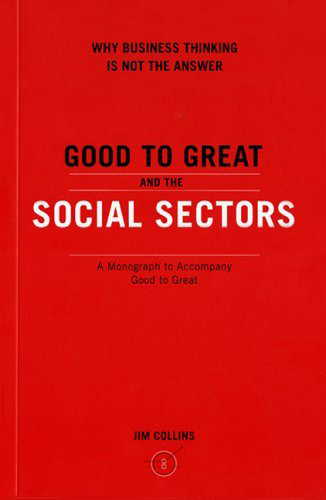 WHY BUSINESS THINKING
IS NOT THE ANSWER
GOOD TO GREAT
AND THE
SOCIAL SECTORS
A Monograph to Accompany
Good to Great
JIM COLLINS